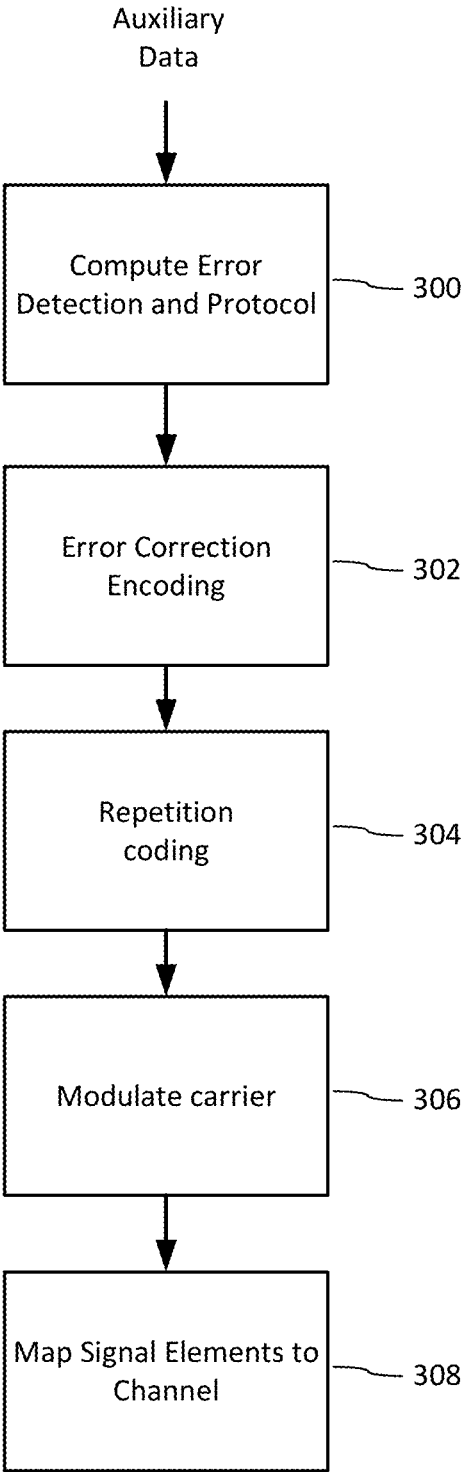 Auxiliary
Data
Compute Error
Detection and Protocol
300
Error Correction
Encoding
302
Repetition
coding
304
Modulate carrier
306
Map Signal Elements to
Channel
308